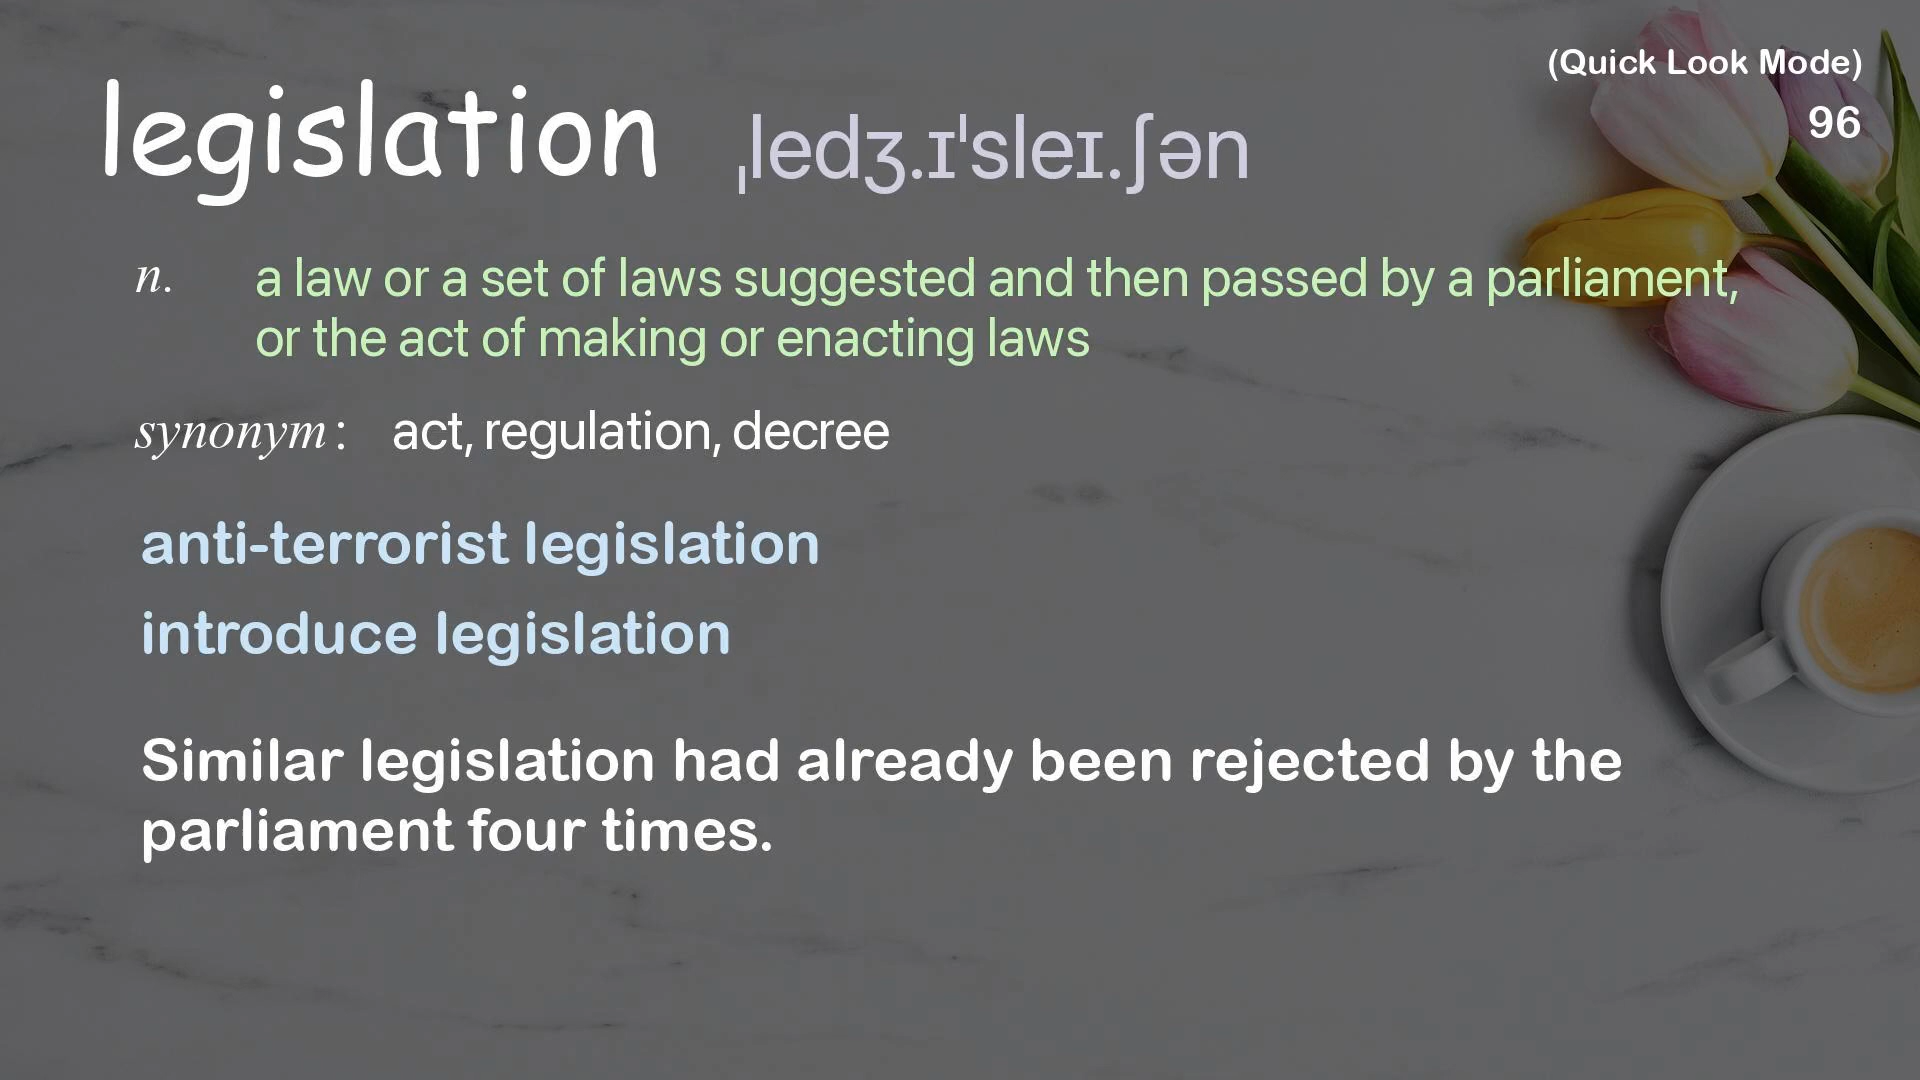 (Quick Look Mode)
96
legislation ˌledʒ.ɪˈsleɪ.ʃən
n. a law or a set of laws suggested and then passed by a parliament,
or the act of making or enacting laws
synonym: act, regulation, decree
anti-terrorist legislation
introduce legislation
Similar legislation had already been rejected by the
parliament four times.